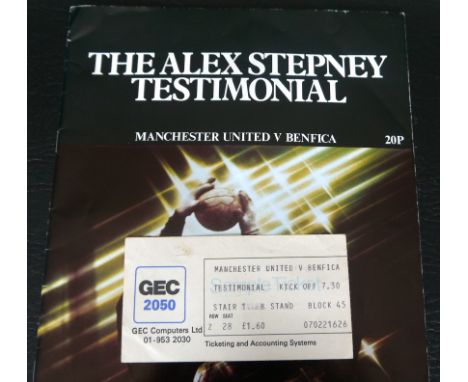 THE ALEX STEPNEY
TESTIMONIAL
MANCHESTER UNITED V BENFICA 20P
GEC
2050
GEC Computers Ltd
01-953 2030
MANCHESTER UNITED V BENFICA
TESTIMONIAL KICK OFF 7.30
STAIR STAND BLOCK 45
ROW SEAT
Z 28 £1.60 070221626
Ticketing and Accounting Systems